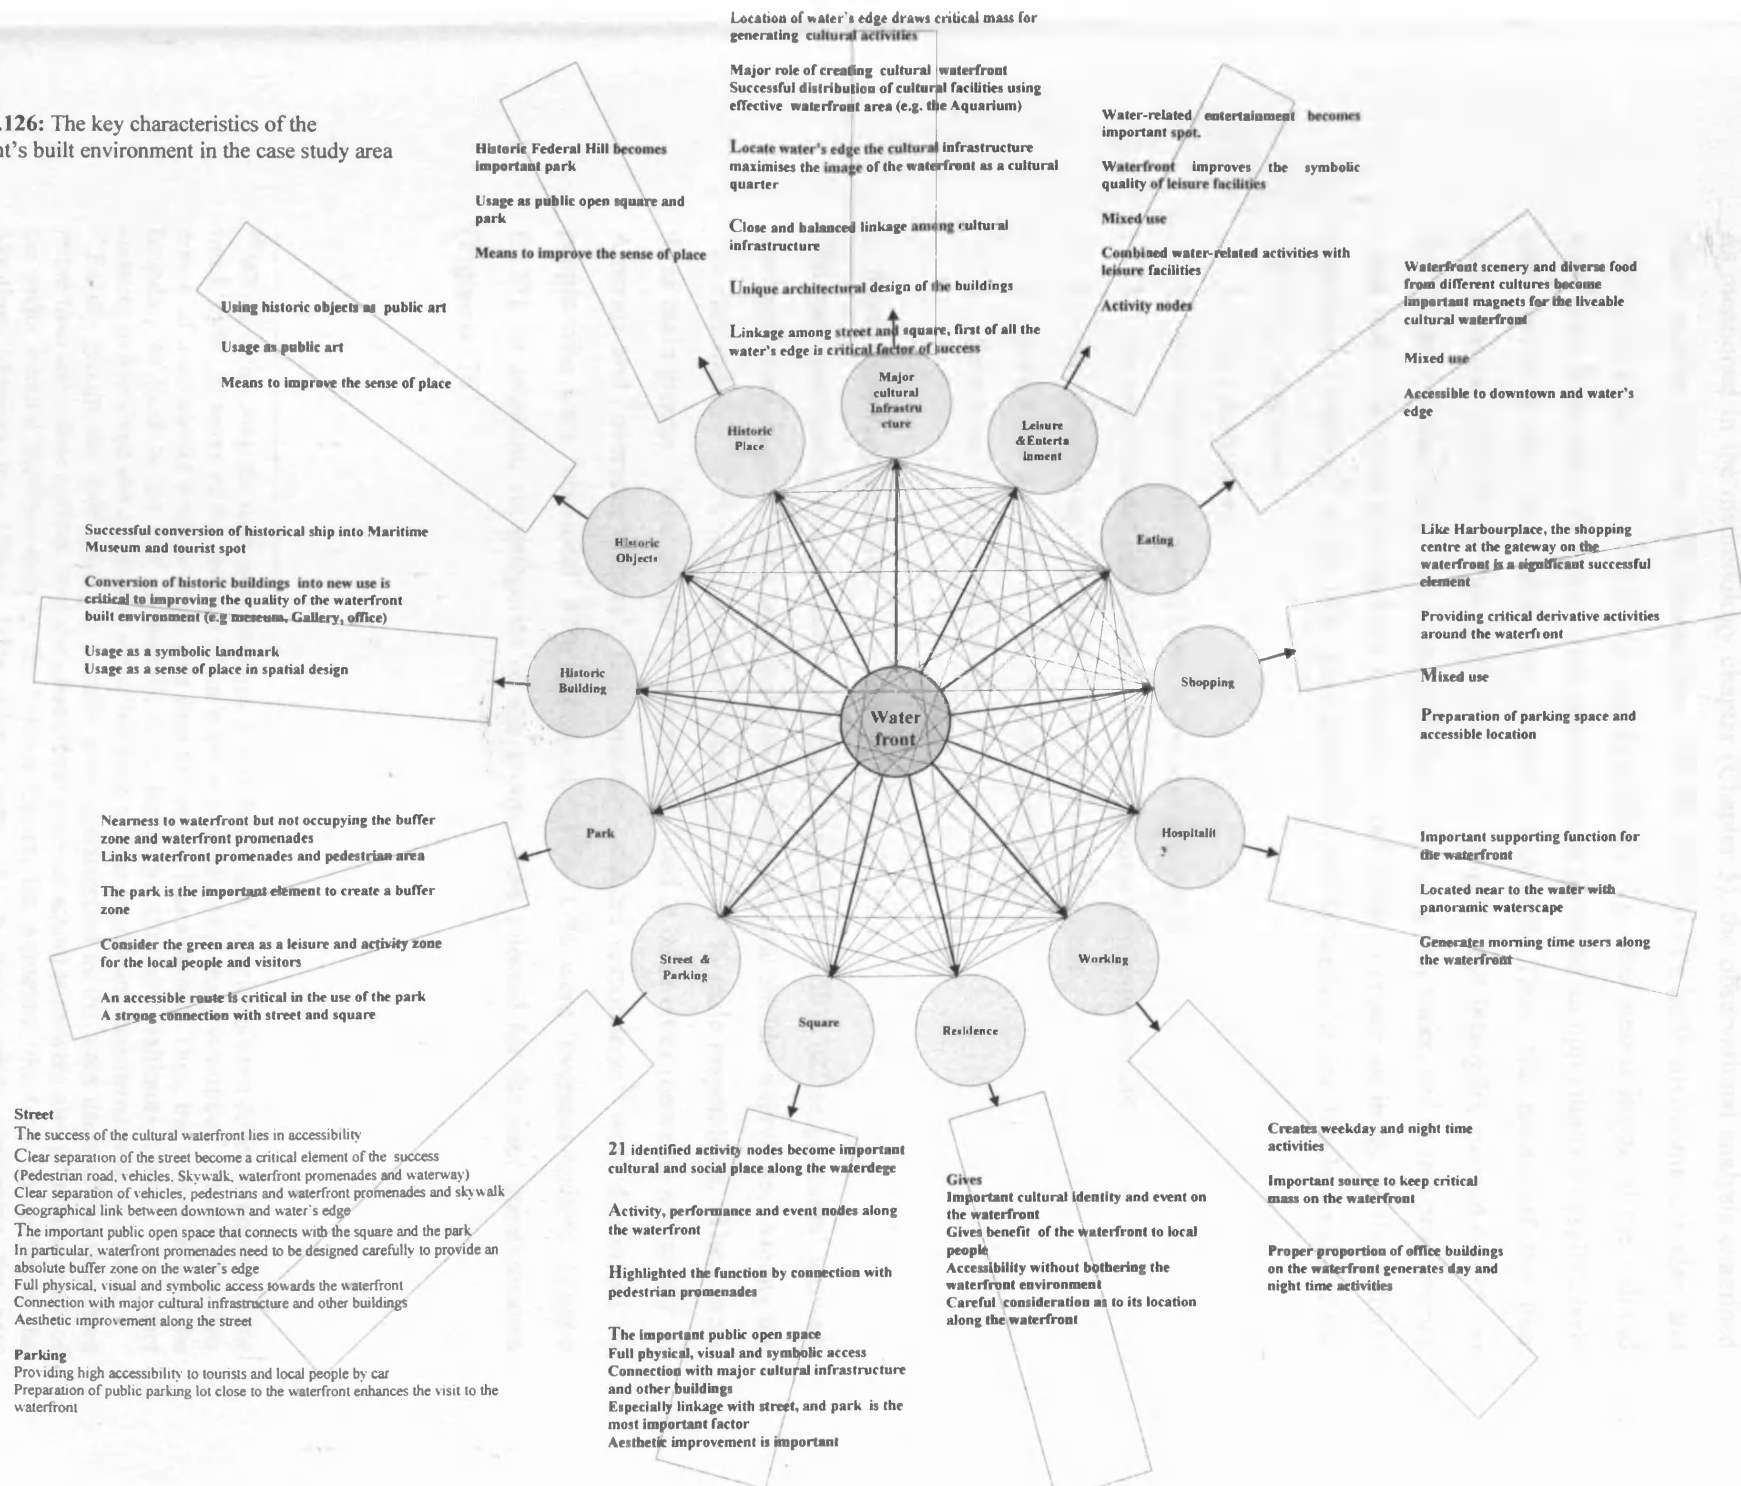 .126: The key characteristics of the
nt's built environment in the case study area
Location of water's edge draws critical mass for
generating cultural activities
Major role of creating cultural waterfront
Successful distribution of cultural facilities using
effective waterfront area (e.g. the Aquarium)
Locate water's edge the cultural infrastructure
maximises the image of the waterfront as a cultural
quarter
Close and balanced linkage among cultural
infrastructure
Unique architectural design of the buildings
Linkage among street and square, first of all the
water's edge is critical factor of success
Historic Federal Hill becomes
important park
Usage as public open square and
park
Means to improve the sense of place
Water-related entertainment becomes
important spot.
Waterfront improves the symbolic
quality of leisure facilities
Mixed use
Combined water-related activities with
leisure facilities
Activity nodes
Waterfront scenery and diverse food
from different cultures become
important magnets for the liveable
cultural waterfront
Mixed use
Accessible to downtown and water's
edge
Using historic objects as public art
Usage as public art
Means to improve the sense of place
Major
cultural
Infrastru
cture
Historic
Place
Leisure
&Enterta
inment
Historic
Objects
Eating
Successful conversion of historical ship into Maritime
Museum and tourist spot
Conversion of historic buildings into new use is
critical to improving the quality of the waterfront
built environment (e.g meseum, Gallery, office)
Usage as a symbolic landmark
Usage as a sense of place in spatial design
Like Harbourplace, the shopping
centre at the gateway on the
waterfront is a significant successful
element
Providing critical derivative activities
around the waterfront
Mixed use
Preparation of parking space and
accessible location
Historic
Building
Shopping
Water
front
Park
Hospitalit
y
Nearness to waterfront but not occupying the buffer
zone and waterfront promenades
Links waterfront promenades and pedestrian area
The park is the important element to create a buffer
zone
Consider the green area as a leisure and activity zone
for the local people and visitors
An accessible route is critical in the use of the park
A strong connection with street and square
Important supporting function for
the waterfront
Located near to the water with
panoramic waterscape
Generates morning time users along
the waterfront
Street &
Parking
Working
Square
Residence
Street
The success of the cultural waterfront lies in accessibility
Clear separation of the street become a critical element of the success
(Pedestrian road, vehicles, Skywalk, waterfront promenades and waterway)
Clear separation of vehicles, pedestrians and waterfront promenades and skywalk
Geographical link between downtown and water's edge
The important public open space that connects with the square and the park
In particular, waterfront promenades need to be designed carefully to provide an
absolute buffer zone on the water's edge
Full physical, visual and symbolic access towards the waterfront
Connection with major cultural infrastructure and other buildings
Aesthetic improvement along the street
Parking
Providing high accessibility to tourists and local people by car
Preparation of public parking lot close to the waterfront enhances the visit to the
waterfront
21 identified activity nodes become important
cultural and social place along the waterdege
Activity, performance and event nodes along
the waterfront
Highlighted the function by connection with
pedestrian promenades
The important public open space
Full physical, visual and symbolic access
Connection with major cultural infrastructure
and other buildings
Especially linkage with street, and park is the
most important factor
Aesthetic improvement is important
Gives
Important cultural identity and event on
the waterfront
Gives benefit of the waterfront to local
people
Accessibility without bothering the
waterfront environment
Careful consideration as to its location
along the waterfront
Creates weekday and night time
activities
Important source to keep critical
mass on the waterfront
Proper proportion of office buildings
on the waterfront generates day and
night time activities